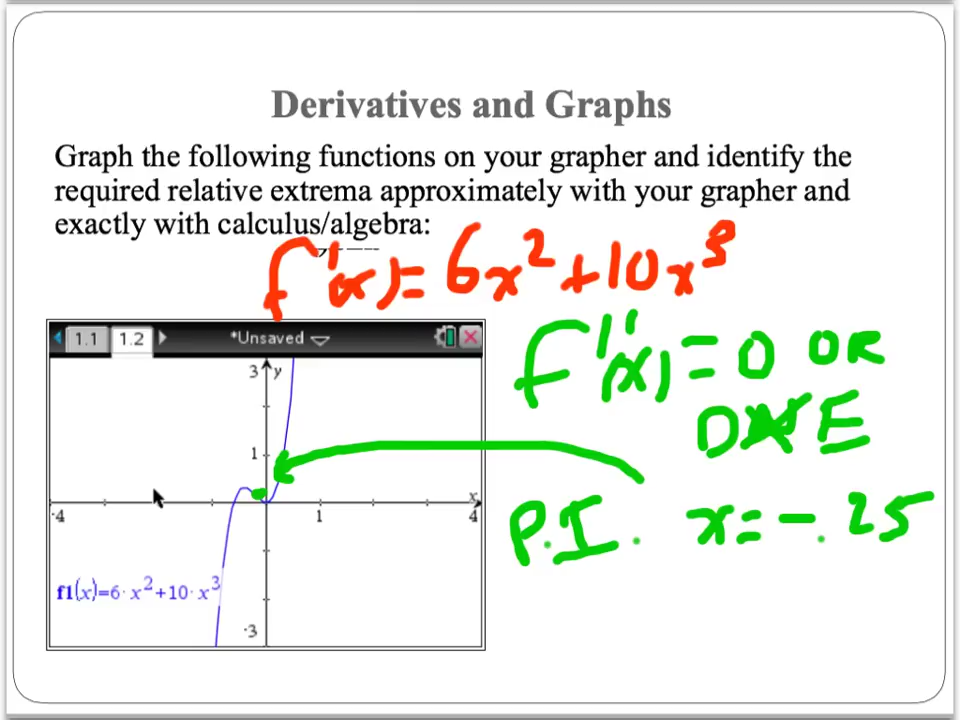 Derivatives and Graphs
Graph the following functions on your grapher and identify the
required relative extrema approximately with your grapher and
exactly with calculus/algebra:
f'(x)=6x²+10x³
f''(x)=0 OR
DNE
P.I. x=-.25
1.1 1.2 *Unsaved
3 y
1
x
-4 1 4
f1(x)=6·x²+10·x³
-3